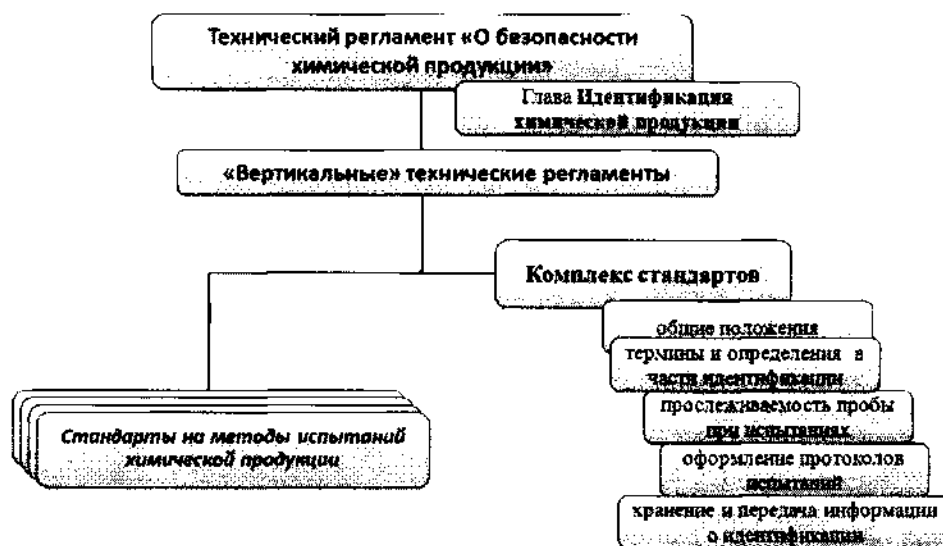 Технический регламент «О безопасности
химической продукции»
Глава Идентификация
химической продукции
«Вертикальные» технические регламенты
Комплекс стандартов
общие положения
термины и определения в
части идентификации
прослеживаемость пробы
при испытаниях
оформление протоколов
испытаний
хранение и передача информации
о идентификации
Стандарты на методы испытаний
химической продукции